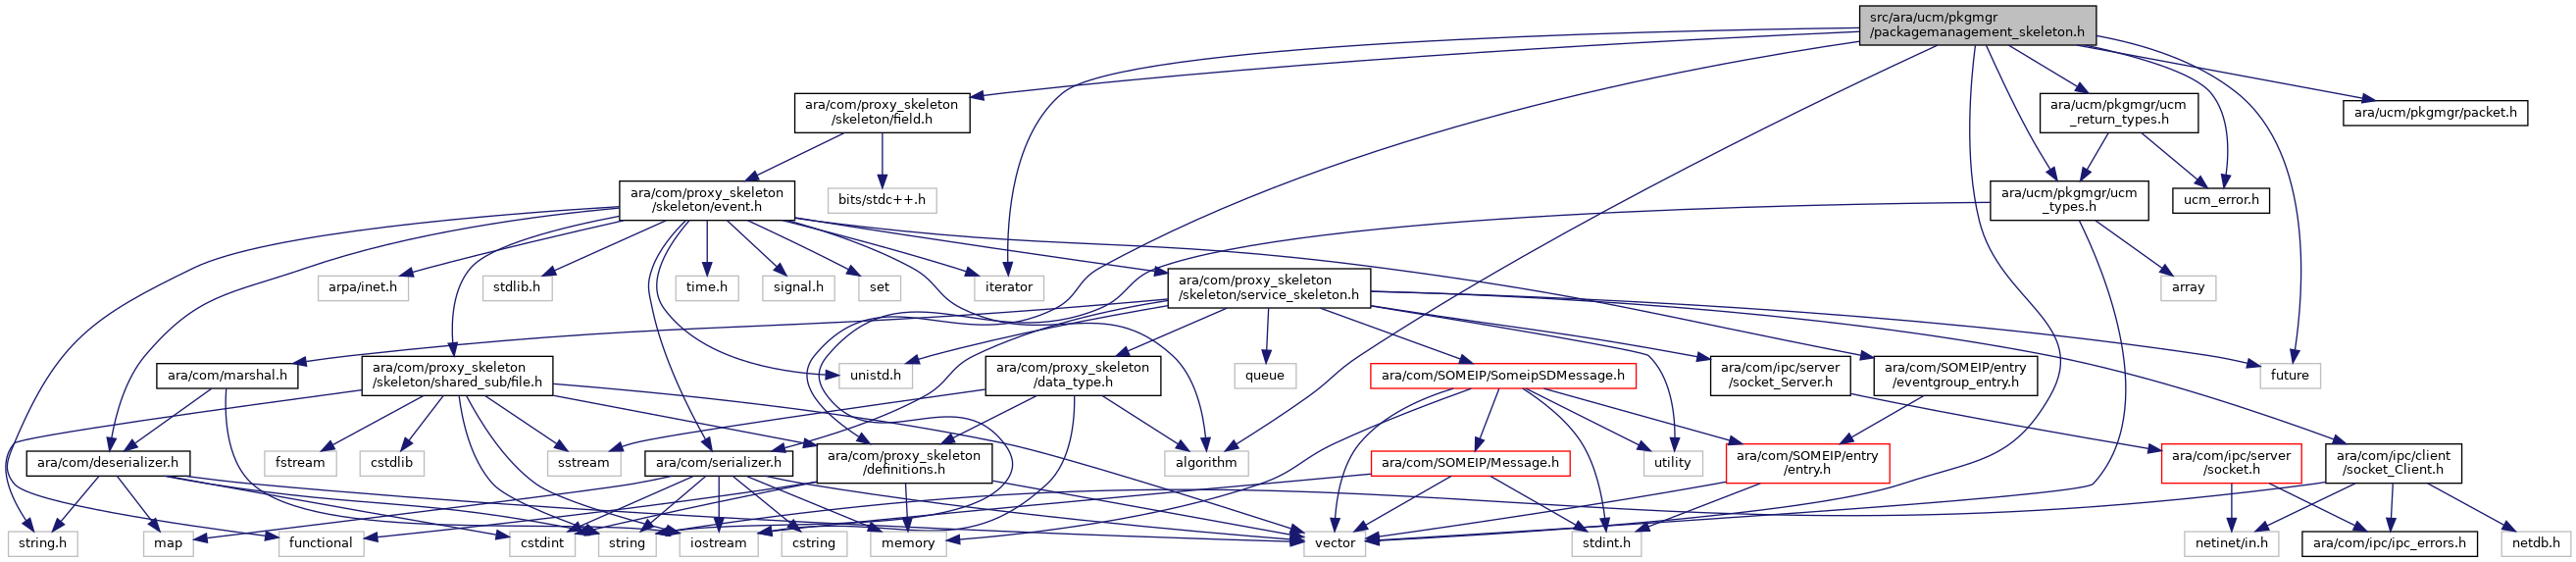 src/ara/ucm/pkgmgr
/packagemanagement_skeleton.h
ara/com/proxy_skeleton
/skeleton/field.h
ara/ucm/pkgmgr/ucm
_return_types.h
ara/ucm/pkgmgr/packet.h
ara/com/proxy_skeleton
/skeleton/event.h
bits/stdc++.h
ara/ucm/pkgmgr/ucm
_types.h
ucm_error.h
arpa/inet.h
stdlib.h
time.h
signal.h
set
iterator
ara/com/proxy_skeleton
/skeleton/service_skeleton.h
array
ara/com/marshal.h
ara/com/proxy_skeleton
/skeleton/shared_sub/file.h
unistd.h
ara/com/proxy_skeleton
/data_type.h
queue
ara/com/SOMEIP/SomeipSDMessage.h
ara/com/ipc/server
/socket_Server.h
ara/com/SOMEIP/entry
/eventgroup_entry.h
future
ara/com/deserializer.h
fstream
cstdlib
sstream
ara/com/serializer.h
ara/com/proxy_skeleton
/definitions.h
algorithm
ara/com/SOMEIP/Message.h
utility
ara/com/SOMEIP/entry
/entry.h
ara/com/ipc/server
/socket.h
ara/com/ipc/client
/socket_Client.h
string.h
map
functional
cstdint
string
iostream
cstring
memory
vector
stdint.h
netinet/in.h
ara/com/ipc/ipc_errors.h
netdb.h